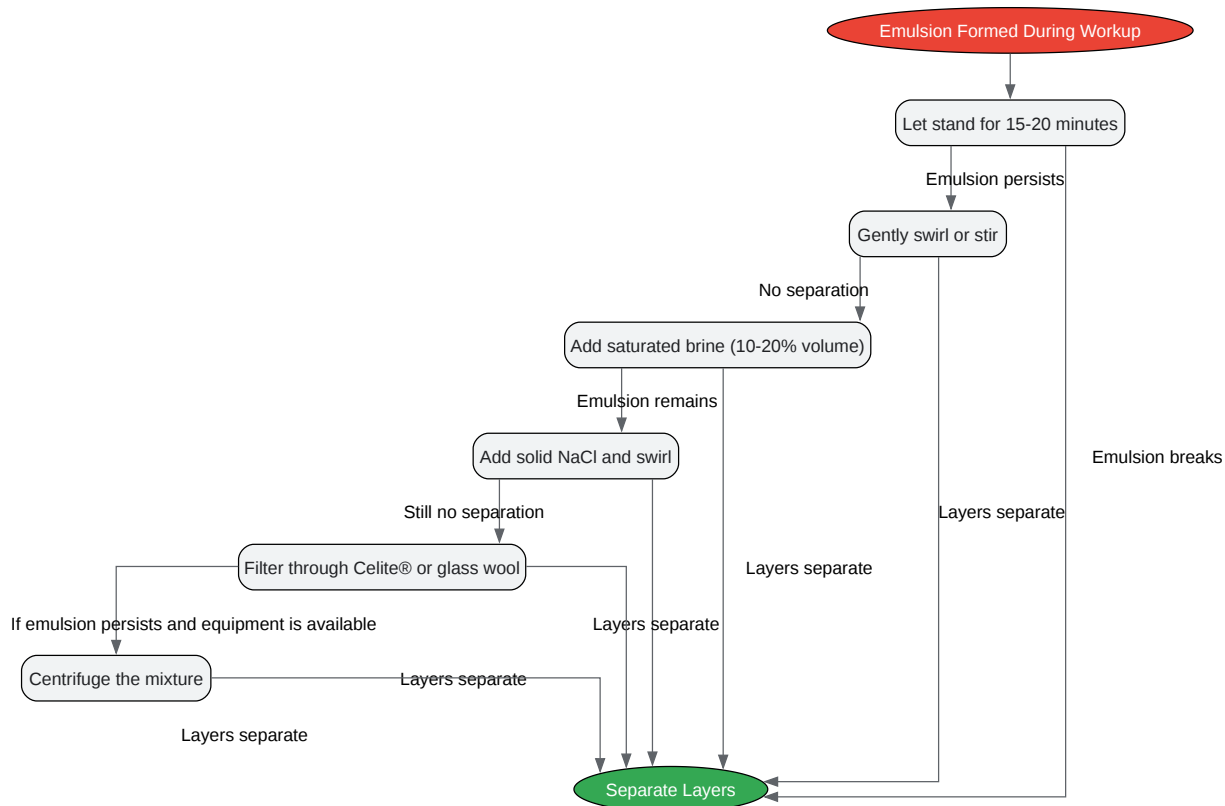 Emulsion Formed During Workup
Let stand for 15-20 minutes
Emulsion persists
Gently swirl or stir
No separation
Add saturated brine (10-20% volume)
Emulsion remains
Add solid NaCl and swirl
Emulsion breaks
Still no separation
Layers separate
Filter through Celite® or glass wool
Layers separate
If emulsion persists and equipment is available
Layers separate
Centrifuge the mixture
Layers separate
Layers separate
Separate Layers